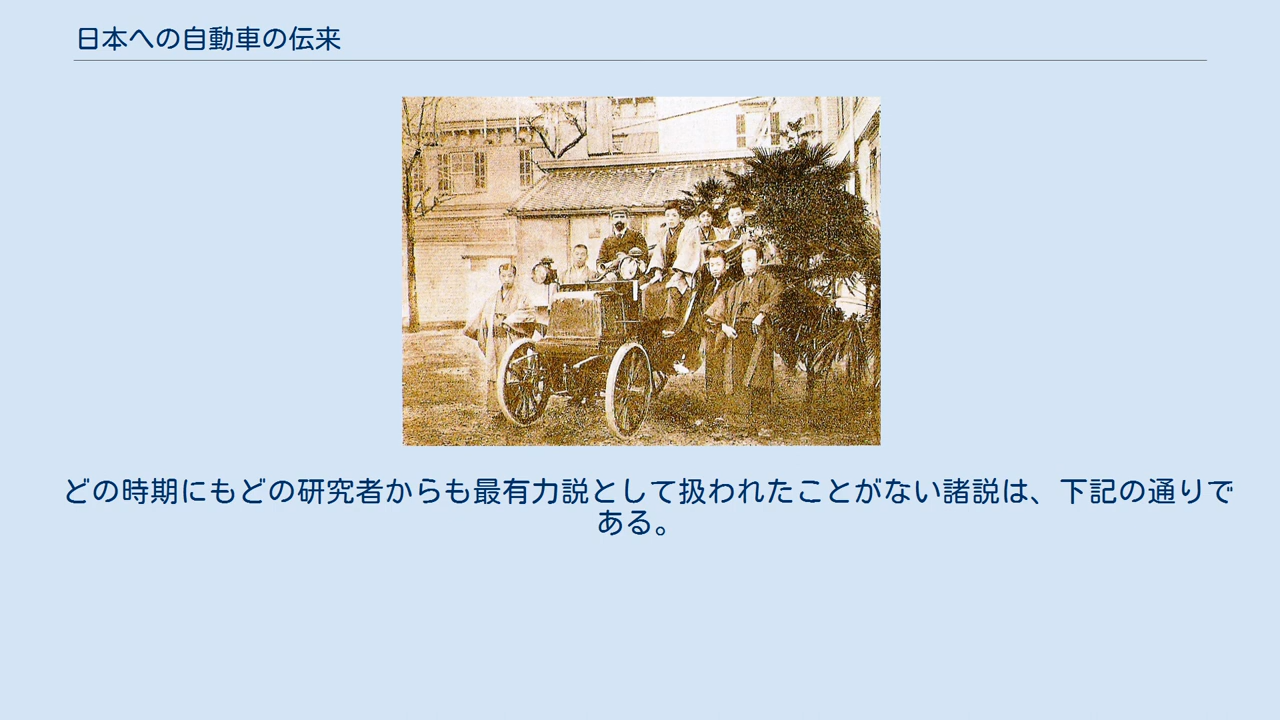 日本への自動車の伝来
どの時期にもどの研究者からも最有力説として扱われたことがない諸説は、下記の通りで
ある。